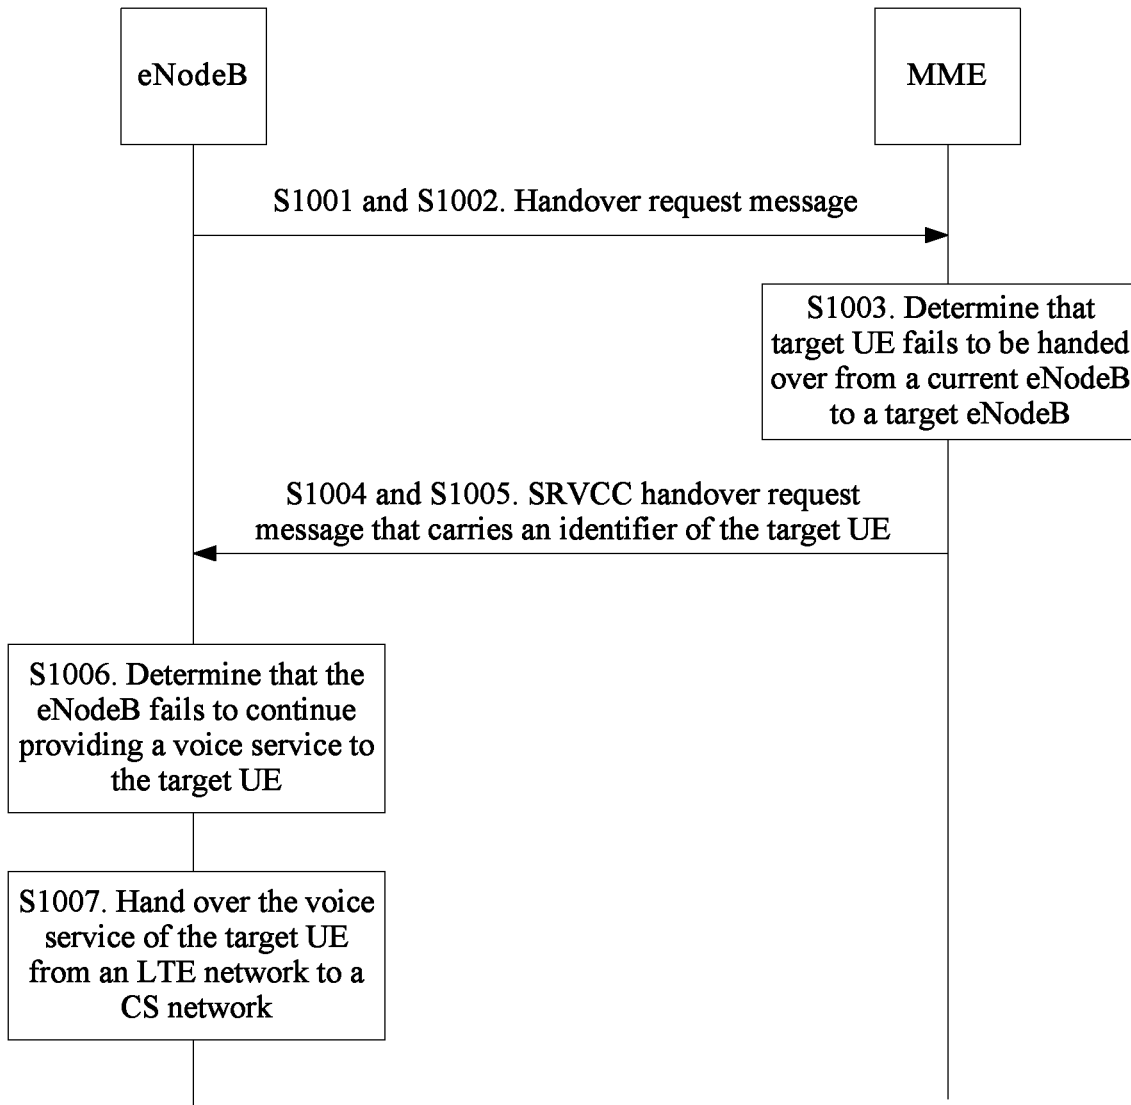 eNodeB
MME
S1001 and S1002. Handover request message
S1003. Determine that
target UE fails to be handed
over from a current eNodeB
to a target eNodeB
S1004 and S1005. SRVCC handover request
message that carries an identifier of the target UE
S1006. Determine that the
eNodeB fails to continue
providing a voice service to
the target UE
S1007. Hand over the voice
service of the target UE
from an LTE network to a
CS network